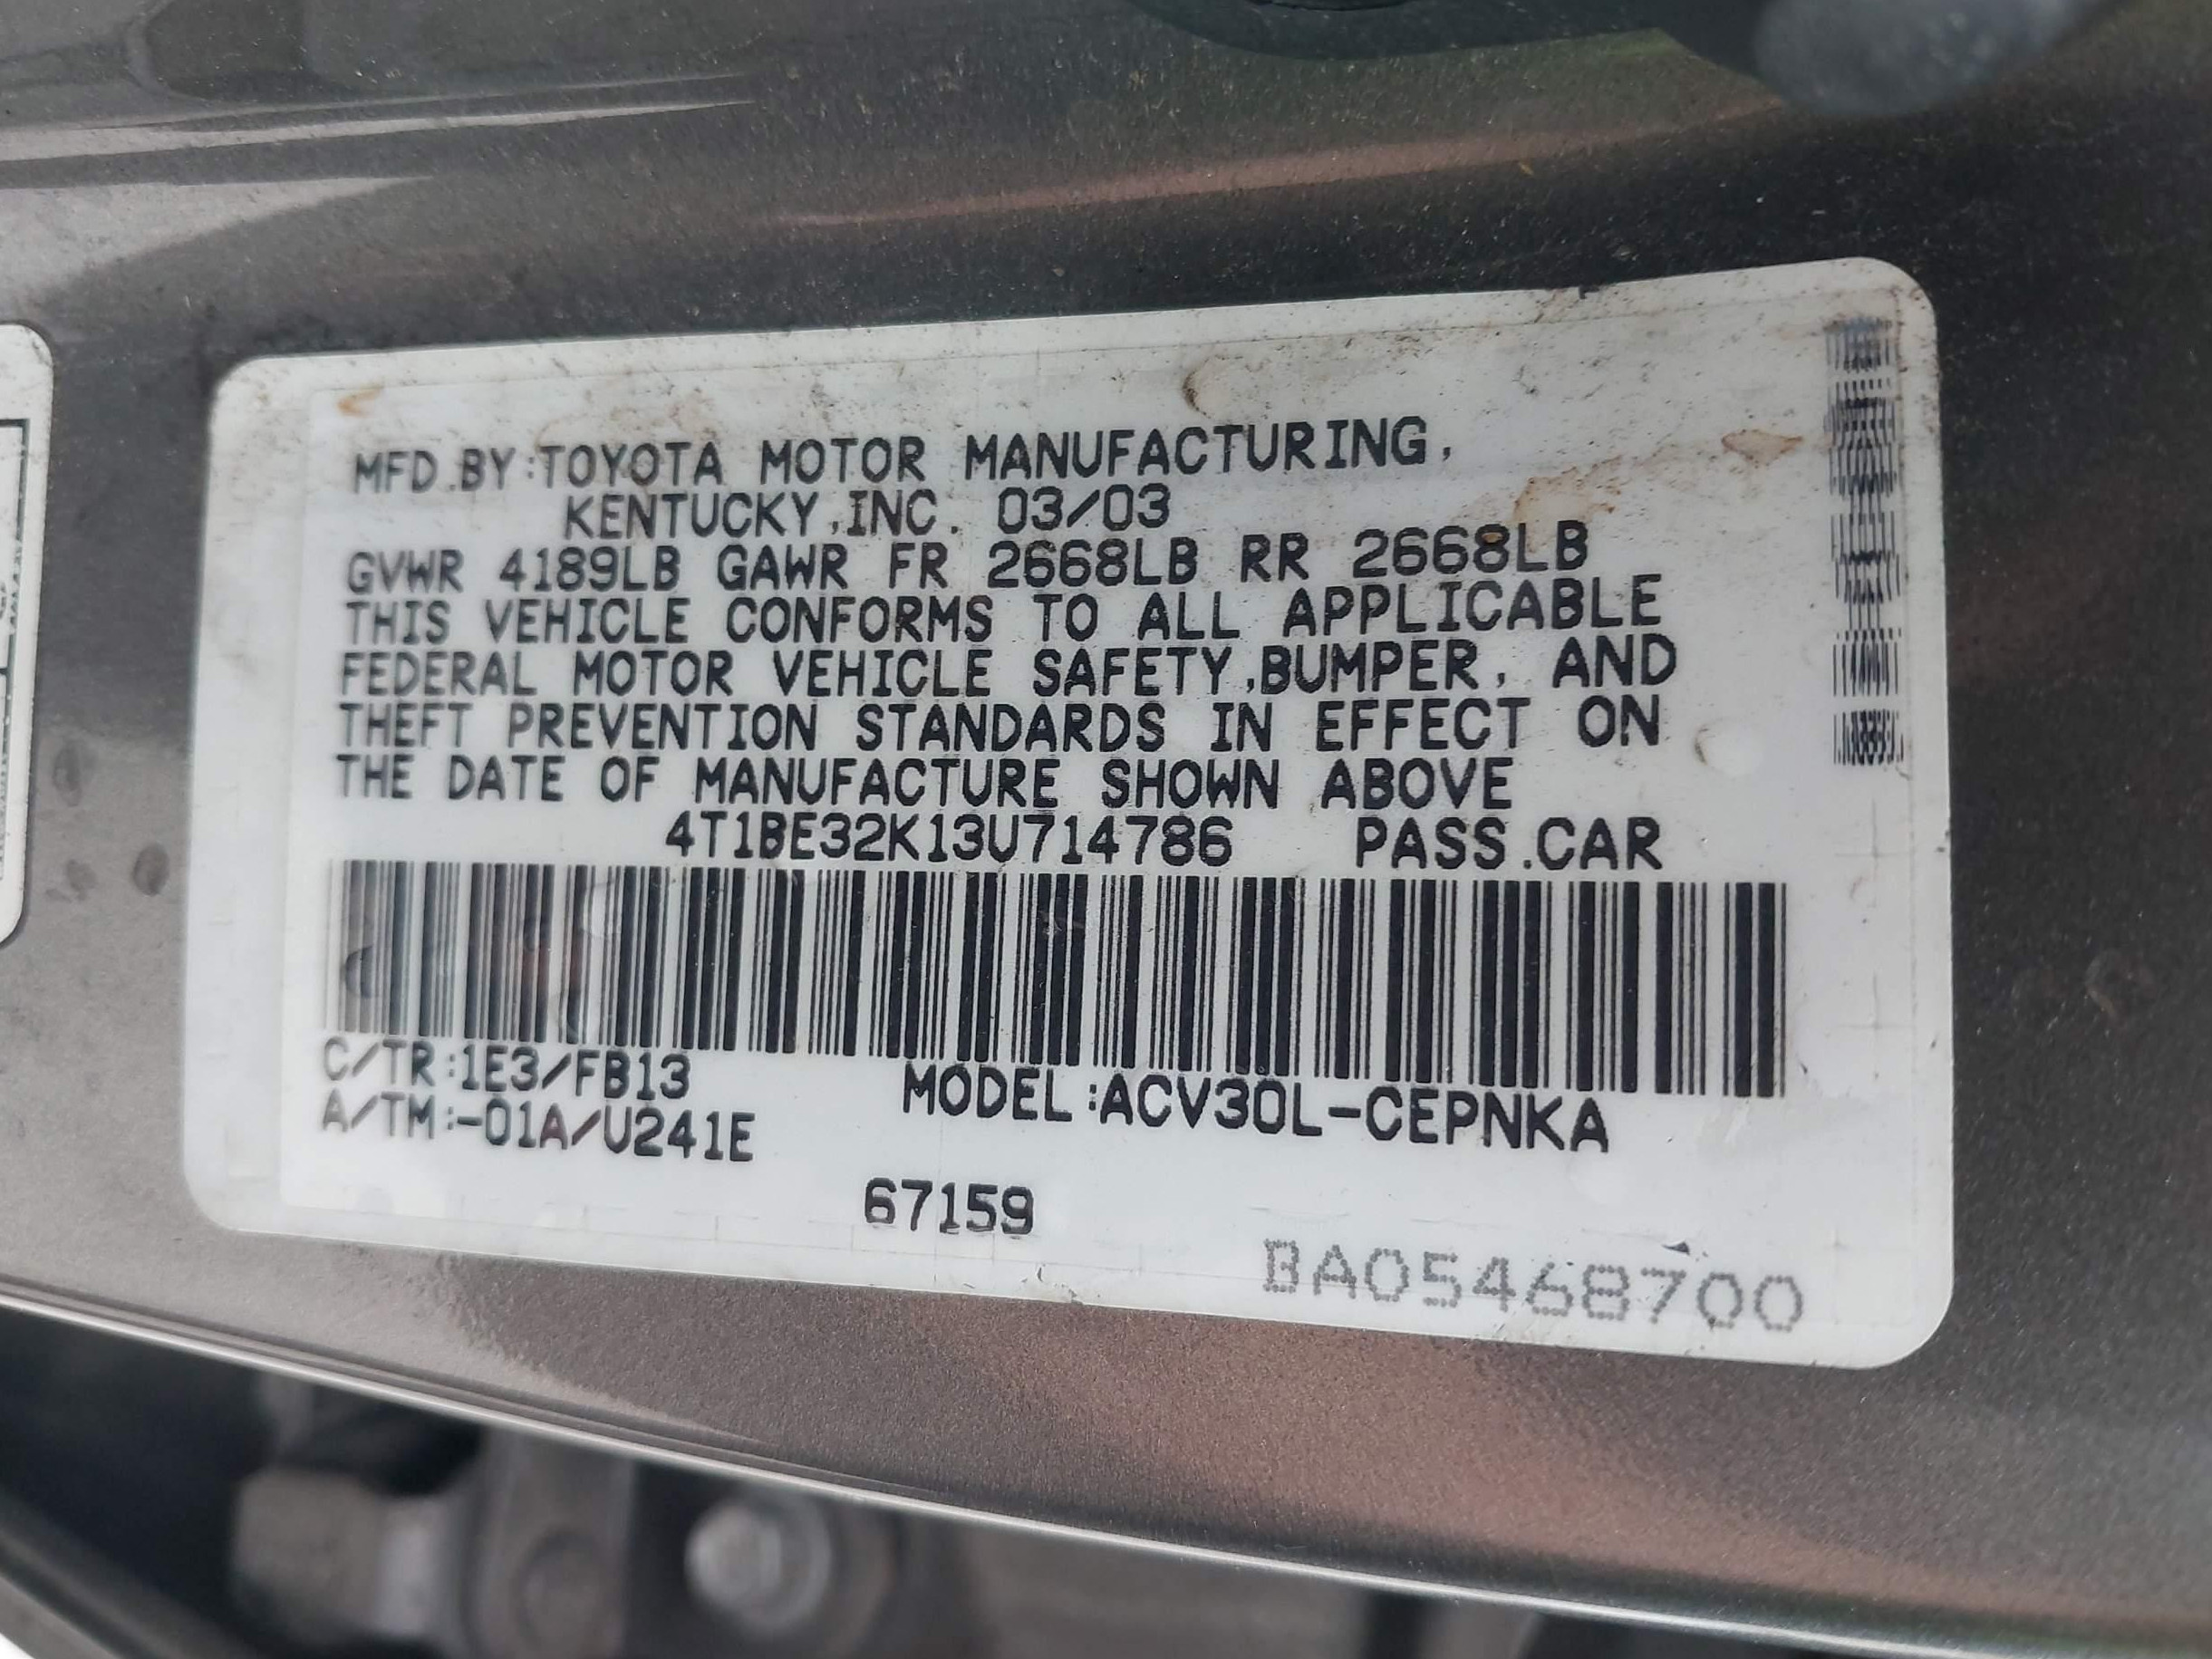 MFD.BY:TOYOTA MOTOR MANUFACTURING,
KENTUCKY,INC. 03/03
GVWR 4189LB GAWR FR 2668LB RR 2668LB
THIS VEHICLE CONFORMS TO ALL APPLICABLE
FEDERAL MOTOR VEHICLE SAFETY,BUMPER, AND
THEFT PREVENTION STANDARDS IN EFFECT ON
THE DATE OF MANUFACTURE SHOWN ABOVE
4T1BE32K13U714786 PASS.CAR
C/TR:1E3/FB13
A/TM:-01A/U241E
MODEL:ACV30L-CEPNKA
67159
BA05468700